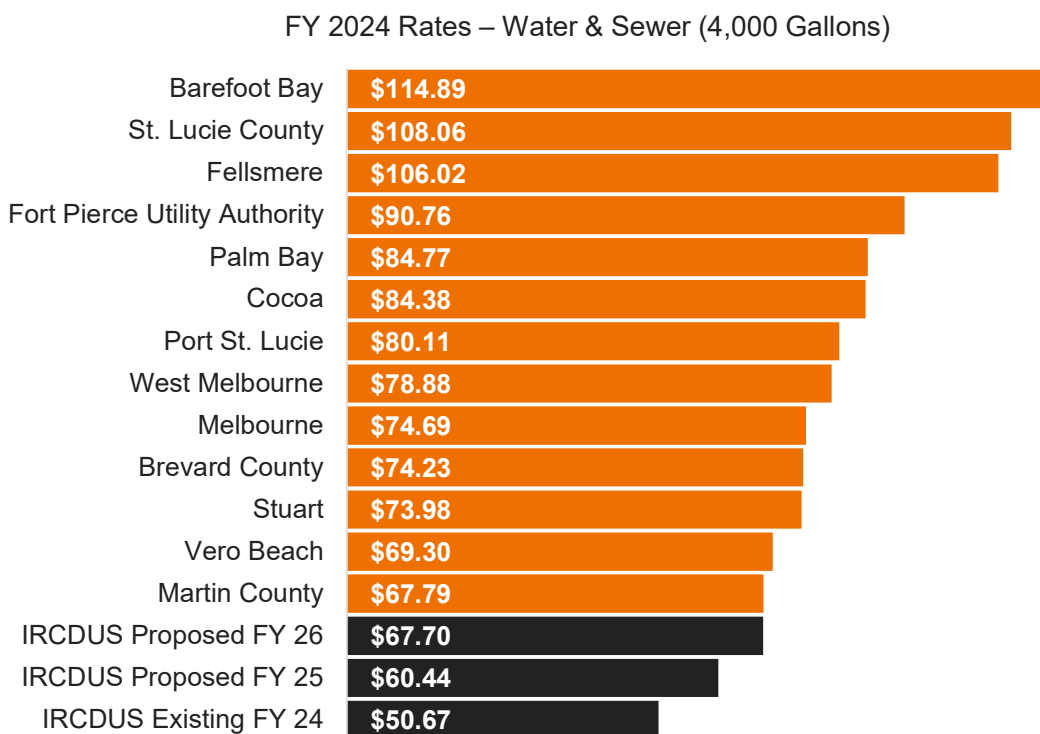 FY 2024 Rates – Water & Sewer (4,000 Gallons)
Barefoot Bay $114.89
St. Lucie County $108.06
Fellsmere $106.02
Fort Pierce Utility Authority $90.76
Palm Bay $84.77
Cocoa $84.38
Port St. Lucie $80.11
West Melbourne $78.88
Melbourne $74.69
Brevard County $74.23
Stuart $73.98
Vero Beach $69.30
Martin County $67.79
IRCDUS Proposed FY 26 $67.70
IRCDUS Proposed FY 25 $60.44
IRCDUS Existing FY 24 $50.67